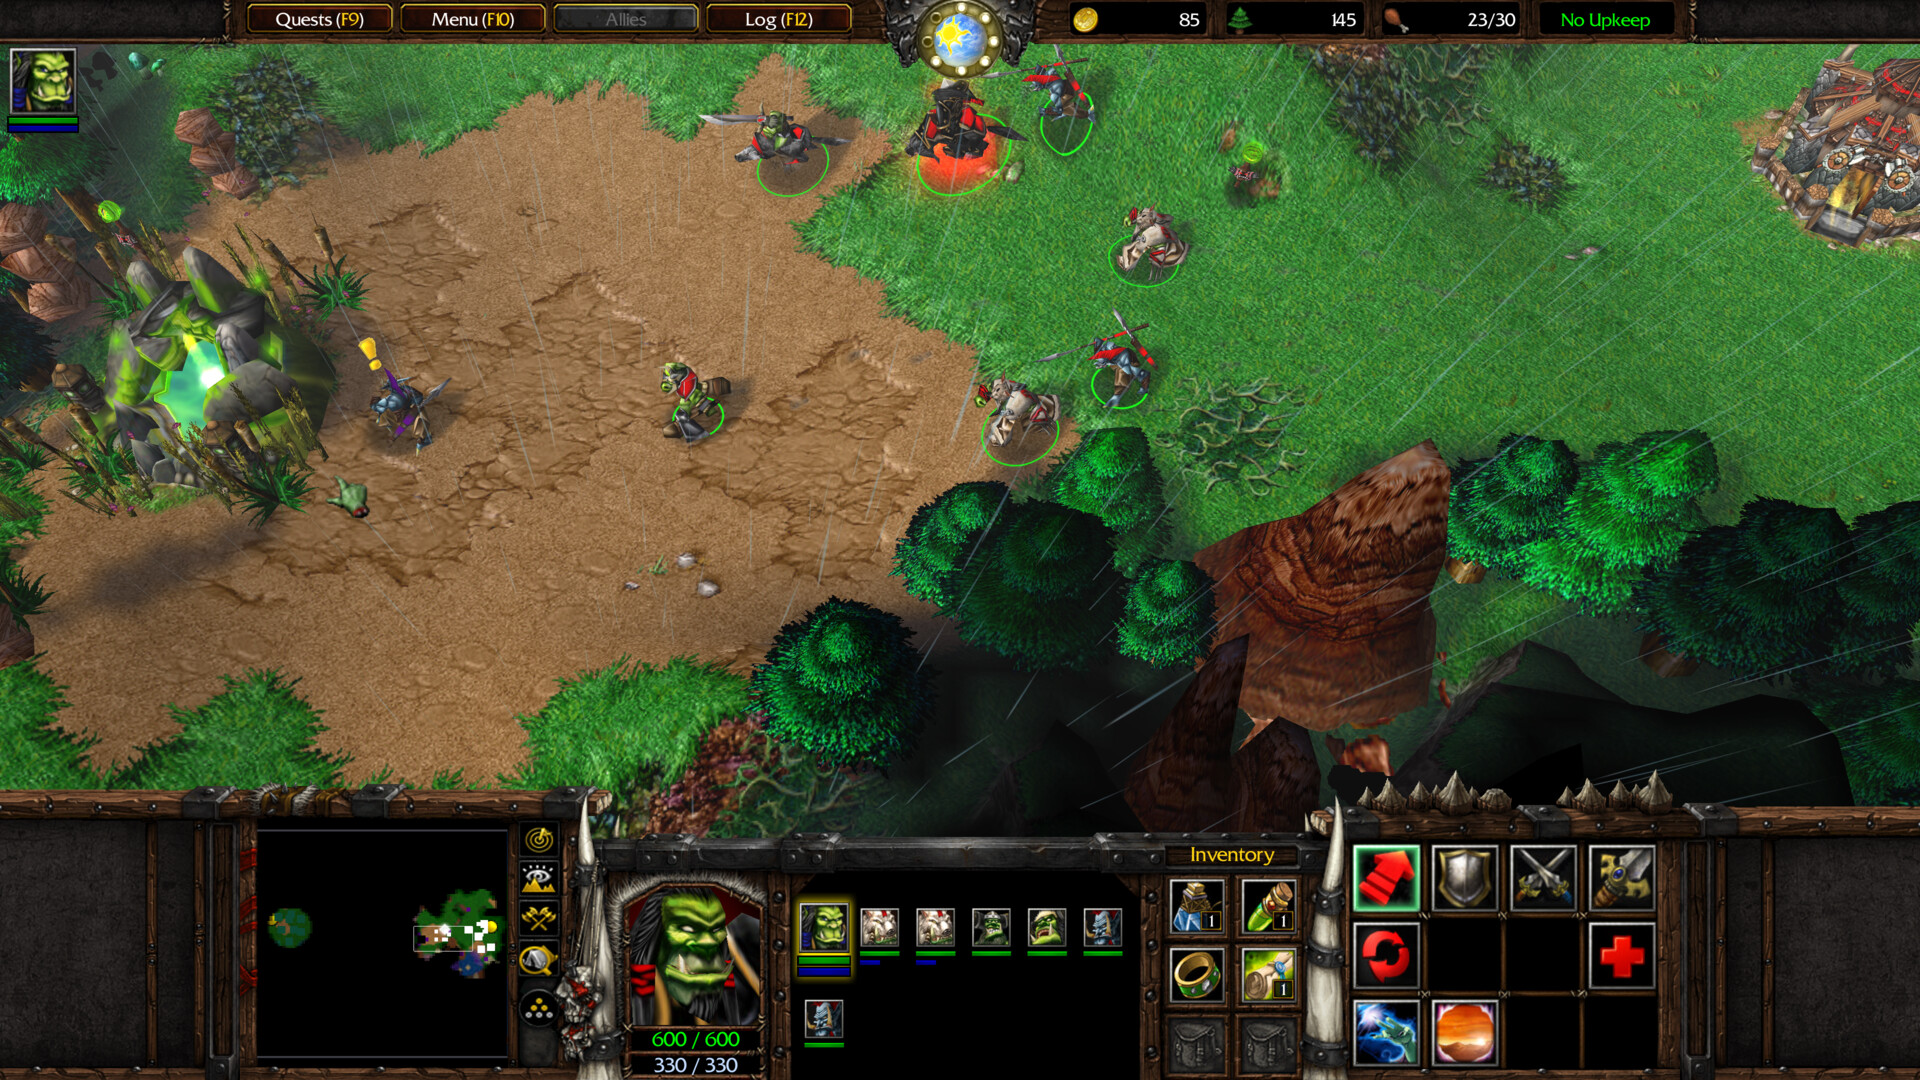 Quests (F9)
Menu (F10)
Allies
Log (F12)
85
145
23/30
No Upkeep
Inventory
1
1
1
600 / 600
330 / 330